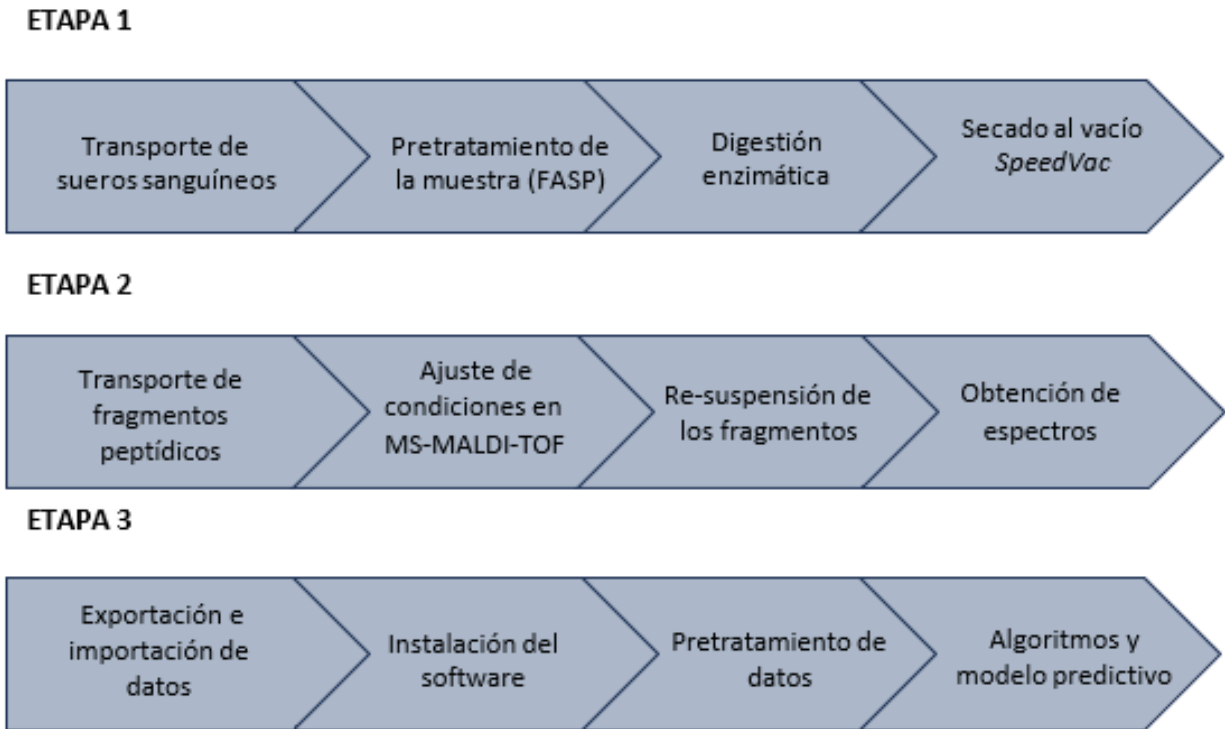 ETAPA 1
Transporte de
sueros sanguíneos
Pretratamiento de
la muestra (FASP)
Digestión
enzimática
Secado al vacío
SpeedVac
ETAPA 2
Transporte de
fragmentos
peptídicos
Ajuste de
condiciones en
MS-MALDI-TOF
Re-suspensión de
los fragmentos
Obtención de
espectros
ETAPA 3
Exportación e
importación de
datos
Instalación del
software
Pretratamiento de
datos
Algoritmos y
modelo predictivo